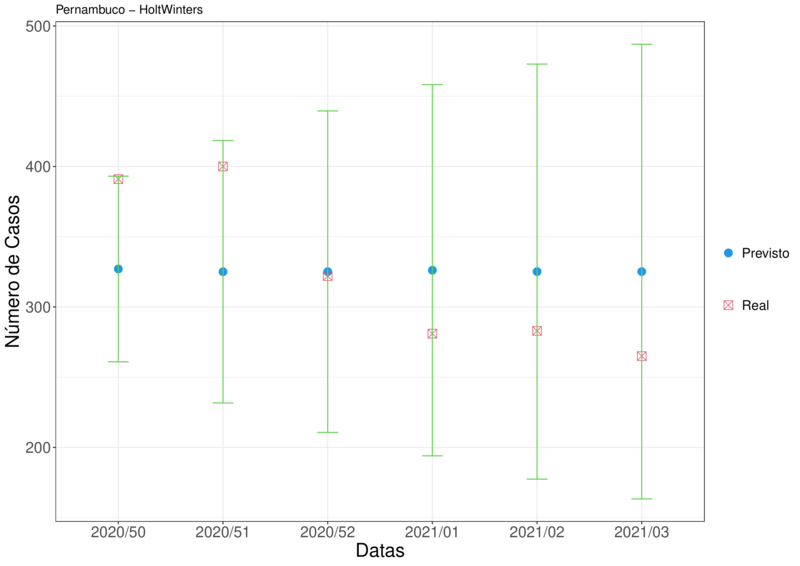 Pernambuco − HoltWinters
Número de Casos
500
400
300
200
2020/50 2020/51 2020/52 2021/01 2021/02 2021/03
Datas
Previsto
Real